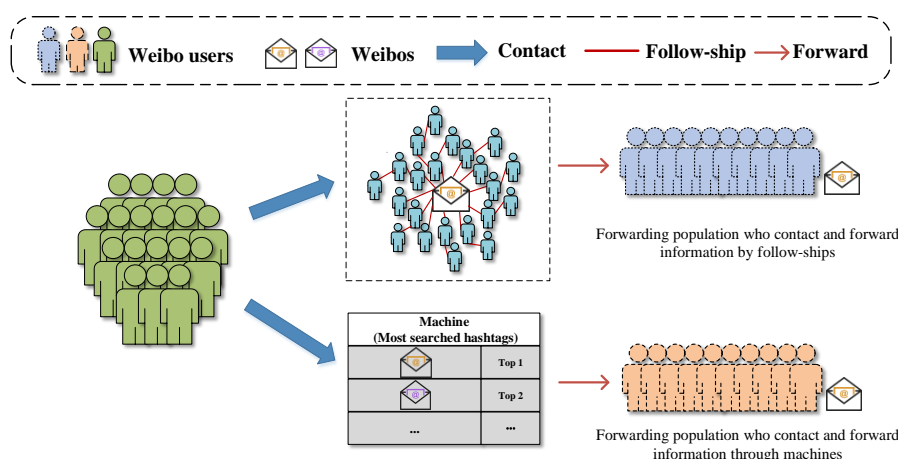 Weibo users Weibos Contact Follow-ship Forward
@
Forwarding population who contact and forward
information by follow-ships
Machine
(Most searched hashtags)
@ Top 1
@ Top 2
... ...
@
Forwarding population who contact and forward
information through machines